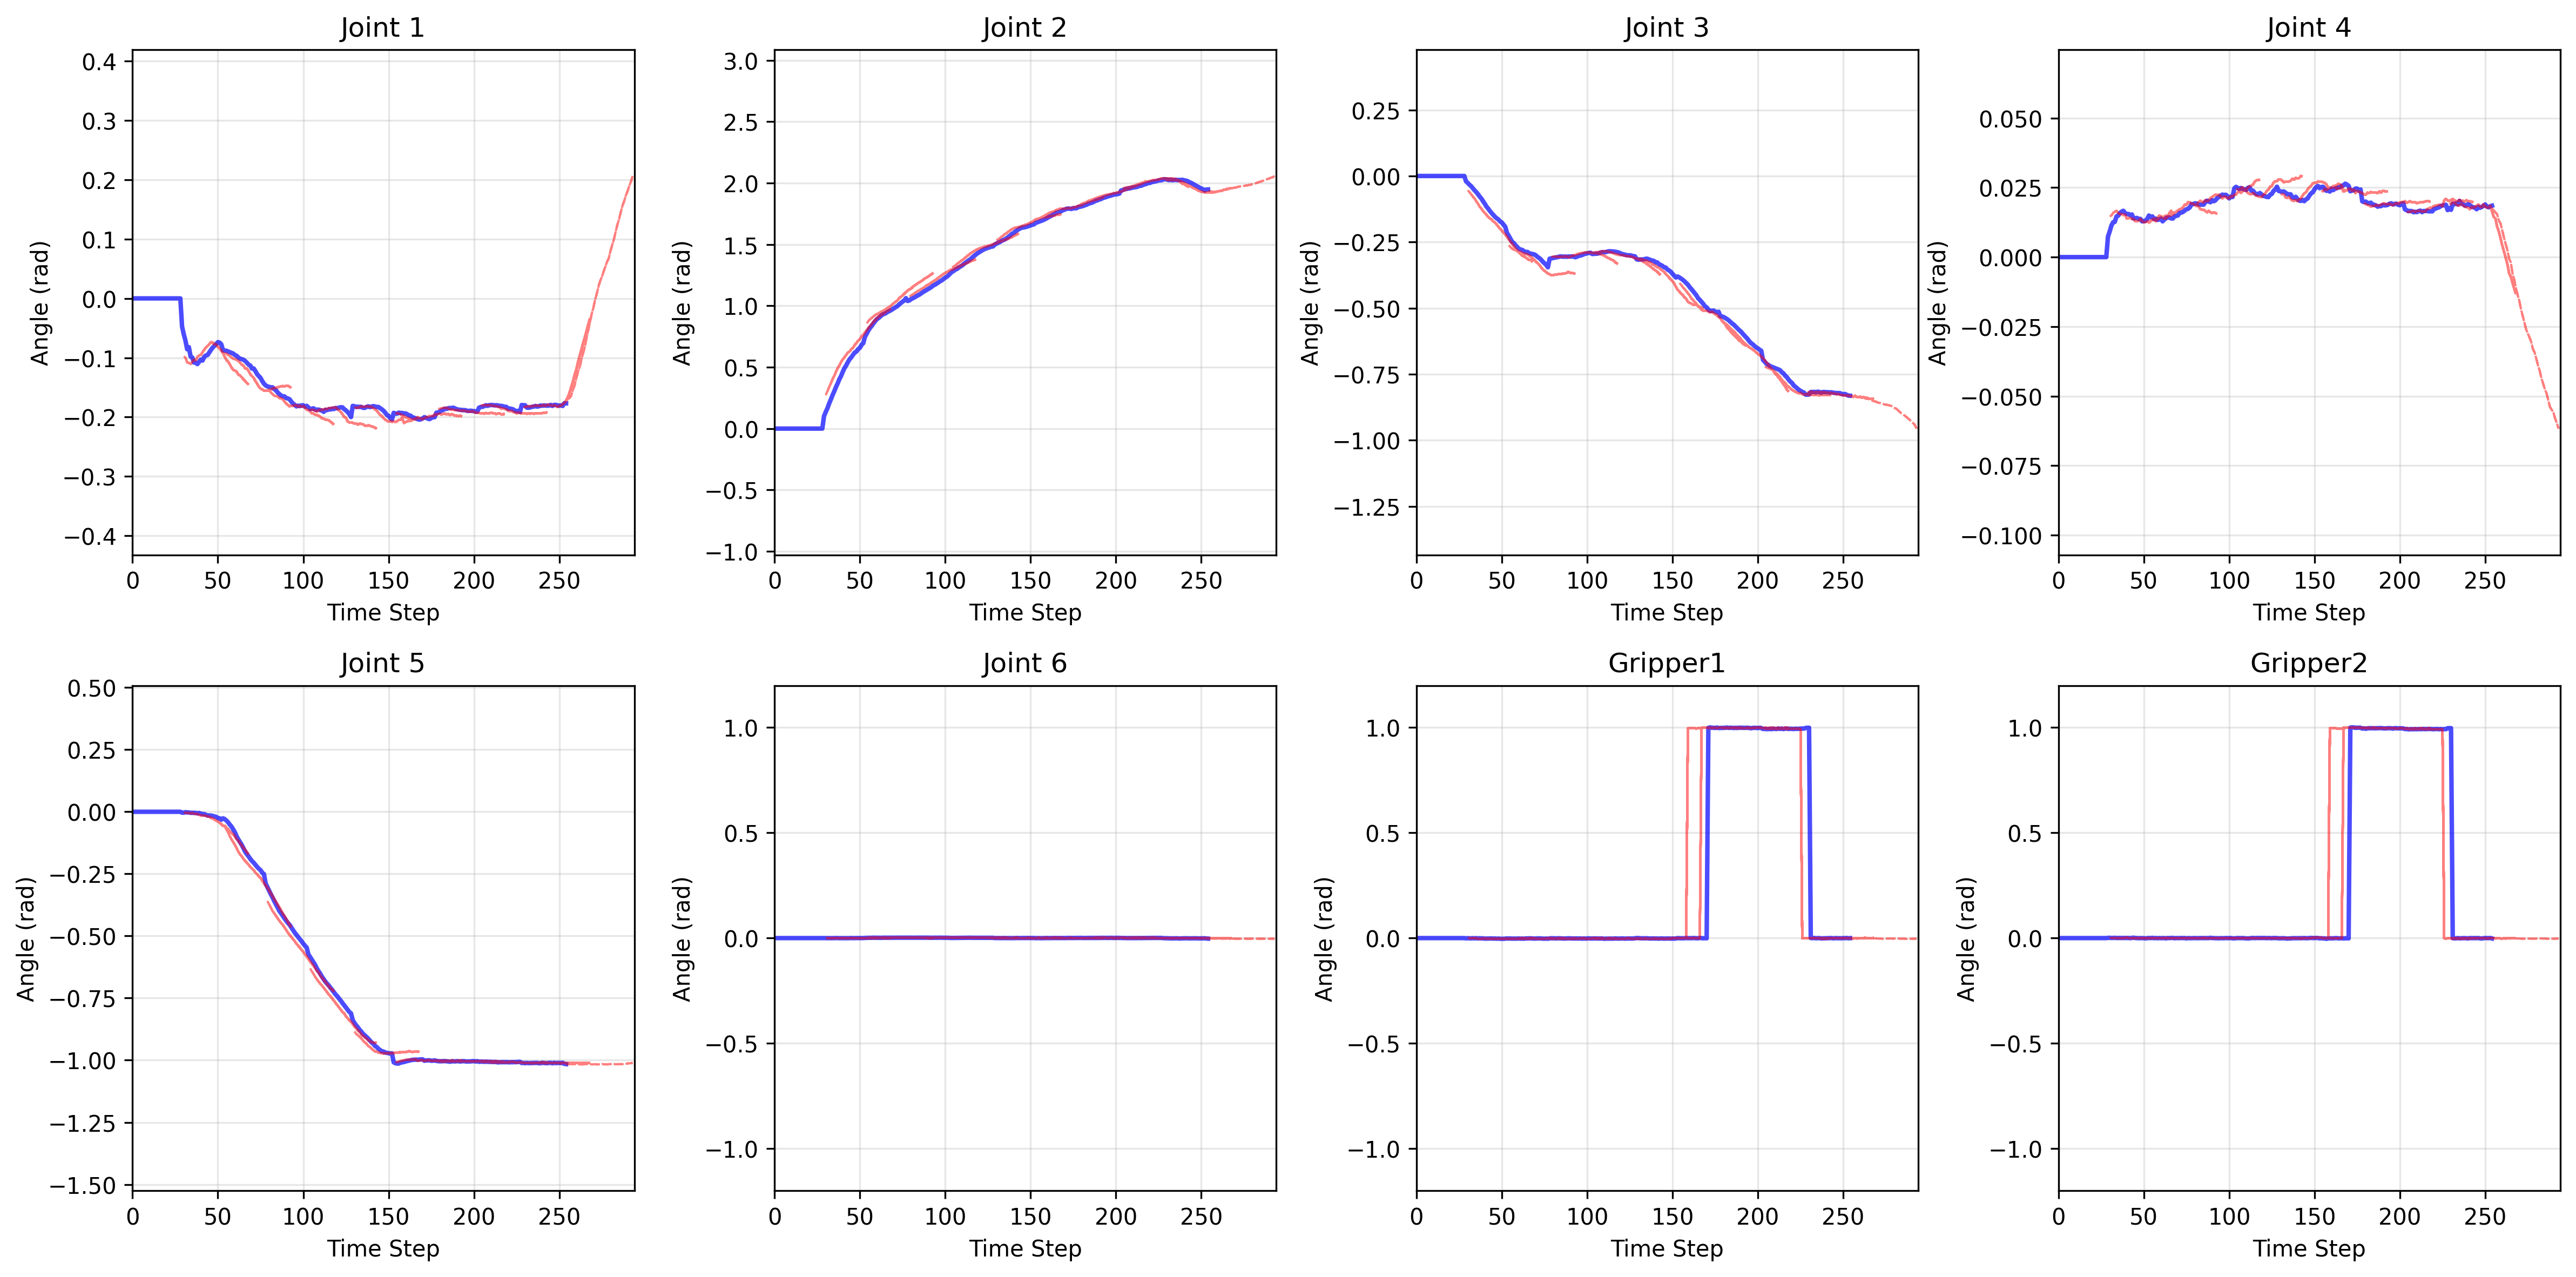 Joint 1
0.4
0.3
0.2
0.1
0.0
−0.1
−0.2
−0.3
−0.4
Angle (rad)
0 50 100 150 200 250
Time Step
Joint 2
3.0
2.5
2.0
1.5
1.0
0.5
0.0
−0.5
−1.0
Angle (rad)
0 50 100 150 200 250
Time Step
Joint 3
0.25
0.00
−0.25
−0.50
−0.75
−1.00
−1.25
Angle (rad)
0 50 100 150 200 250
Time Step
Joint 4
0.050
0.025
0.000
−0.025
−0.050
−0.075
−0.100
Angle (rad)
0 50 100 150 200 250
Time Step
Joint 5
0.50
0.25
0.00
−0.25
−0.50
−0.75
−1.00
−1.25
−1.50
Angle (rad)
0 50 100 150 200 250
Time Step
Joint 6
1.0
0.5
0.0
−0.5
−1.0
Angle (rad)
0 50 100 150 200 250
Time Step
Gripper1
1.0
0.5
0.0
−0.5
−1.0
Angle (rad)
0 50 100 150 200 250
Time Step
Gripper2
1.0
0.5
0.0
−0.5
−1.0
Angle (rad)
0 50 100 150 200 250
Time Step